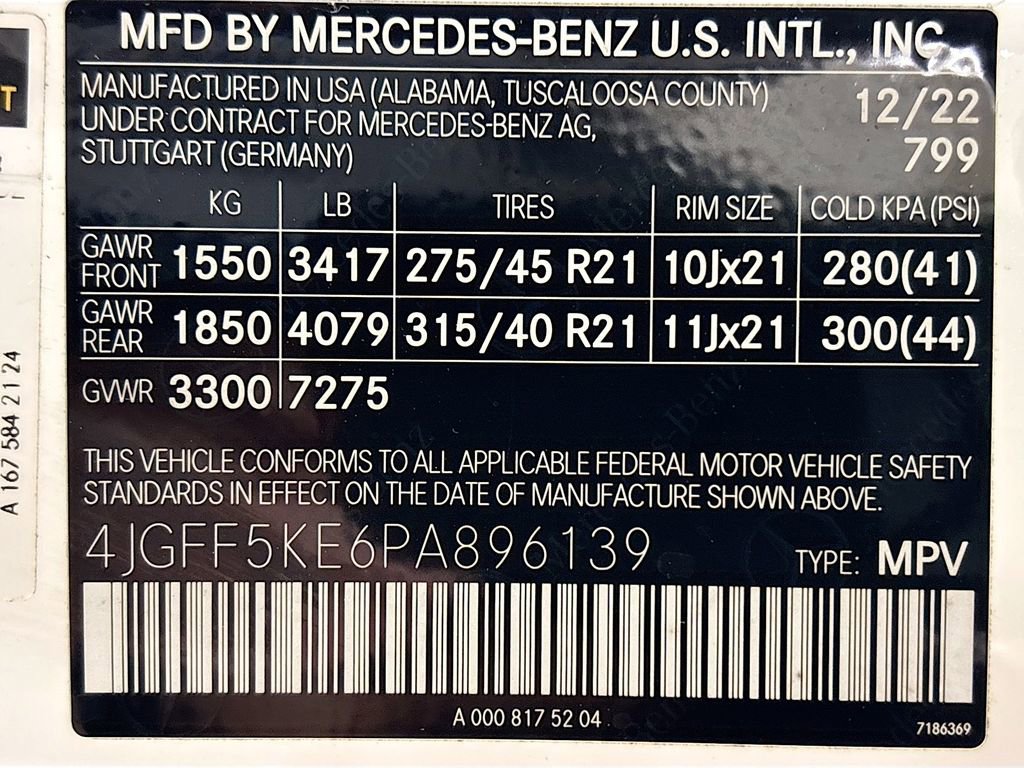 MFD BY MERCEDES-BENZ U.S. INTL., INC
MANUFACTURED IN USA (ALABAMA, TUSCALOOSA COUNTY) 12/22
UNDER CONTRACT FOR MERCEDES-BENZ AG,
STUTTGART (GERMANY) 799
KG LB TIRES RIM SIZE COLD KPA (PSI)
GAWR FRONT 1550 3417 275/45 R21 10Jx21 280(41)
GAWR REAR 1850 4079 315/40 R21 11Jx21 300(44)
GVWR 3300 7275
THIS VEHICLE CONFORMS TO ALL APPLICABLE FEDERAL MOTOR VEHICLE SAFETY
STANDARDS IN EFFECT ON THE DATE OF MANUFACTURE SHOWN ABOVE.
4JGFF5KE6PA896139 TYPE: MPV
A 000 817 52 04
7186369
A 167 584 21 24
T